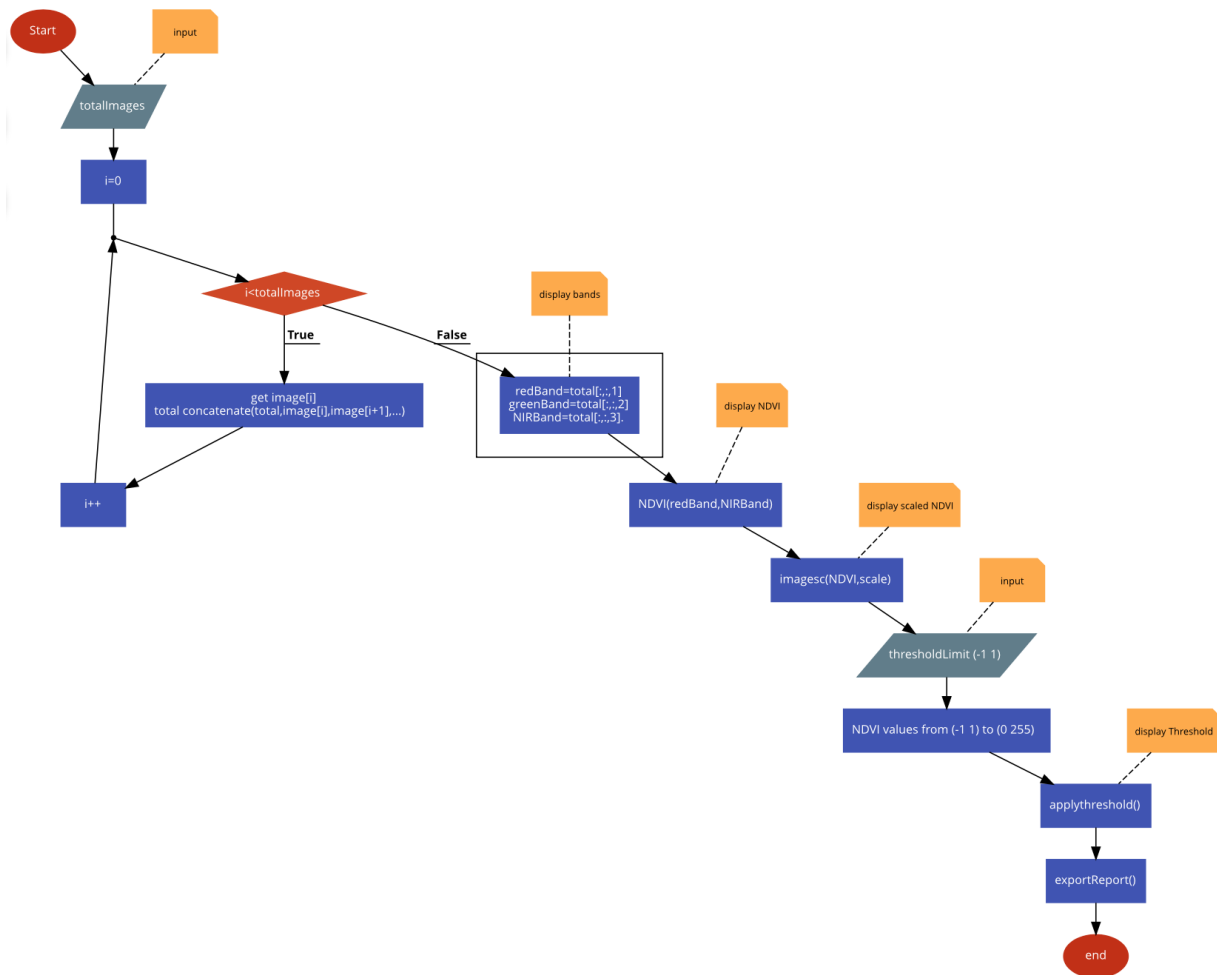 Start
input
totalImages
i=0
i<totalImages
display bands
True
False
get image[i]
total concatenate(total,image[i],image[i+1],...)
redBand=total[:,:,1]
greenBand=total[:,:,2]
NIRBand=total[:,:,3].
display NDVI
i++
NDVI(redBand,NIRBand)
display scaled NDVI
imagesc(NDVI,scale)
input
thresholdLimit (-1 1)
NDVI values from (-1 1) to (0 255)
display Threshold
applythreshold()
exportReport()
end